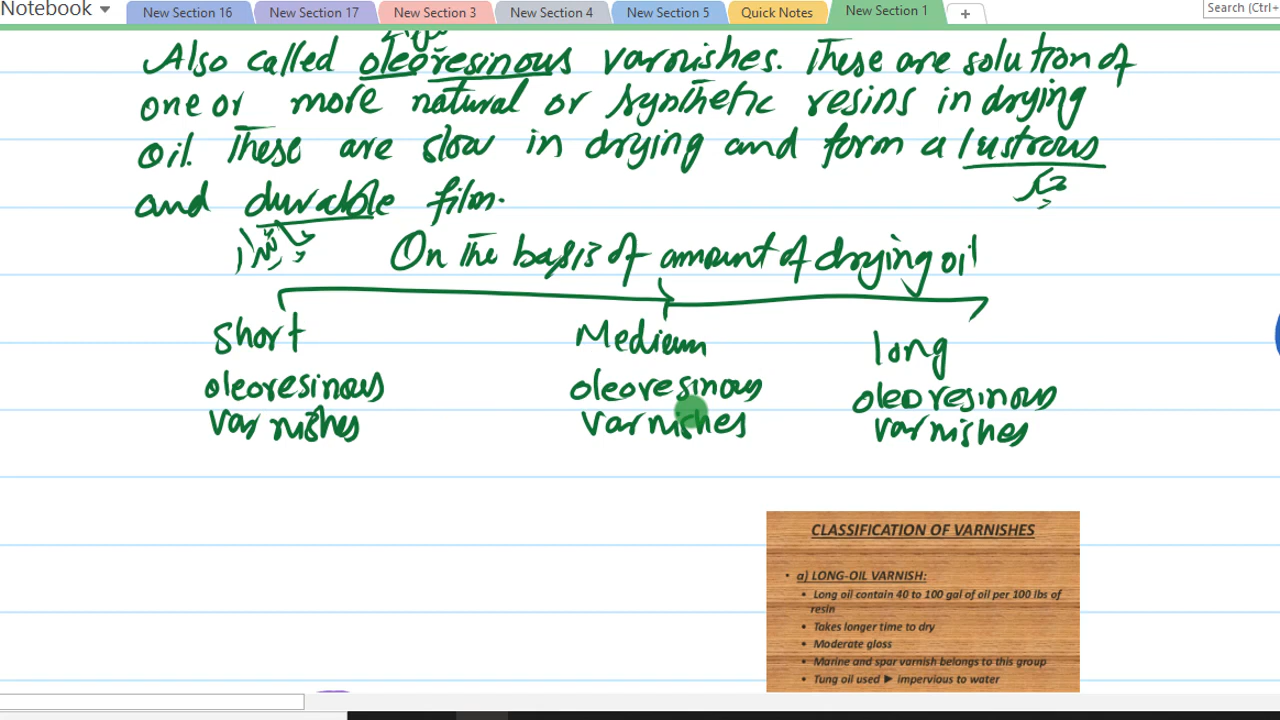 Notebook
New Section 16
New Section 17
New Section 3
New Section 4
New Section 5
Quick Notes
New Section 1
Search (Ctrl+
Also called oleoresinous varnishes. These are solution of
one or more natural or synthetic resins in drying
oil. These are slow in drying and form a lustrous
چمکدار
and durable film.
On the basis of amount of drying oil
Short
Medium
long
oleoresinous
varnishes
oleoresinous
varnishes
oleoresinous
varnishes
CLASSIFICATION OF VARNISHES
• a) LONG-OIL VARNISH:
• Long oil contain 40 to 100 gal of oil per 100 lbs of
resin
• Takes longer time to dry
• Moderate gloss
• Marine and spar varnish belongs to this group
• Tung oil used ► impervious to water